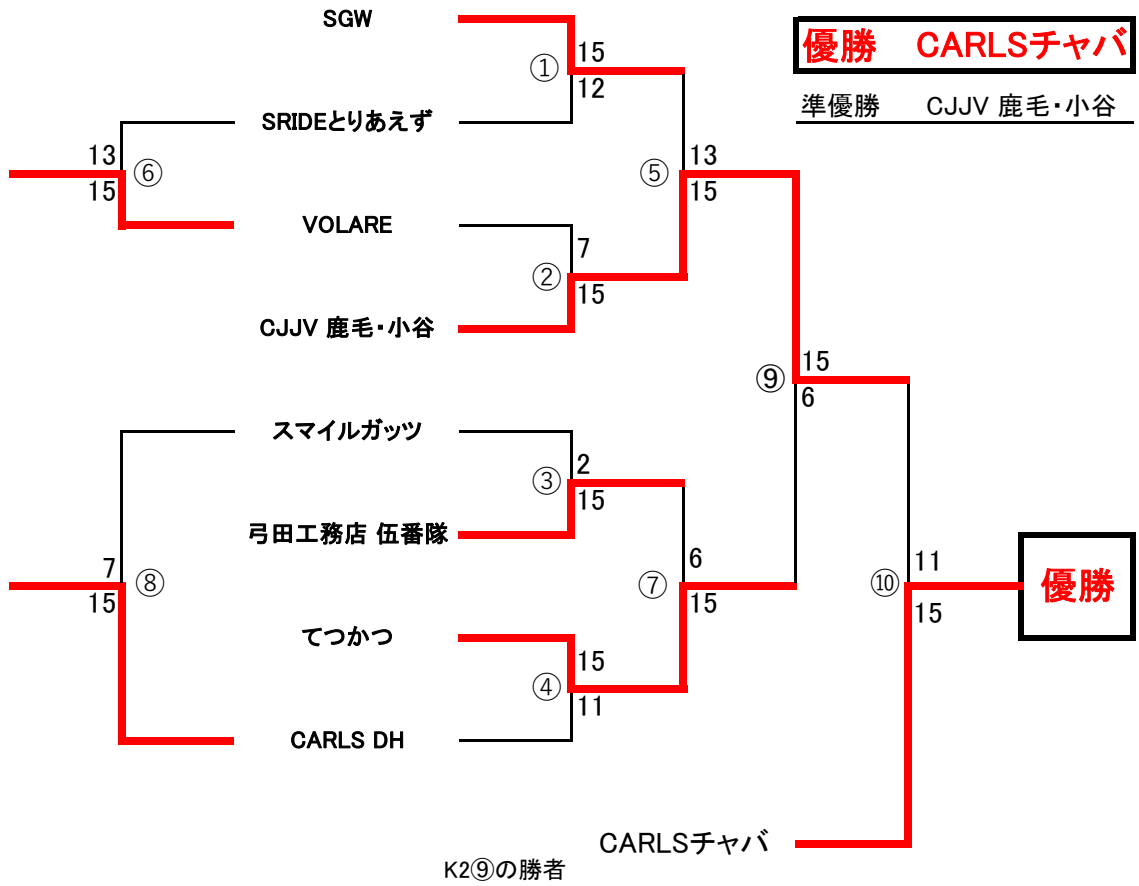 SGW
優勝 CARLSチャバ
15
①
12
準優勝 CJJV 鹿毛・小谷
SRIDEとりあえず
13
⑥
15
13
⑤
15
VOLARE
7
②
15
CJJV 鹿毛・小谷
15
⑨
6
スマイルガッツ
2
③
15
弓田工務店 伍番隊
7
⑧
15
6
⑦
15
11
⑩
15
優勝
てつかつ
15
④
11
CARLS DH
CARLSチャバ
K2⑨の勝者